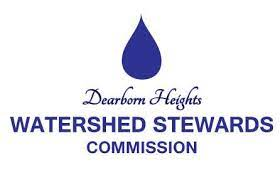 Dearborn Heights
WATERSHED STEWARDS
COMMISSION